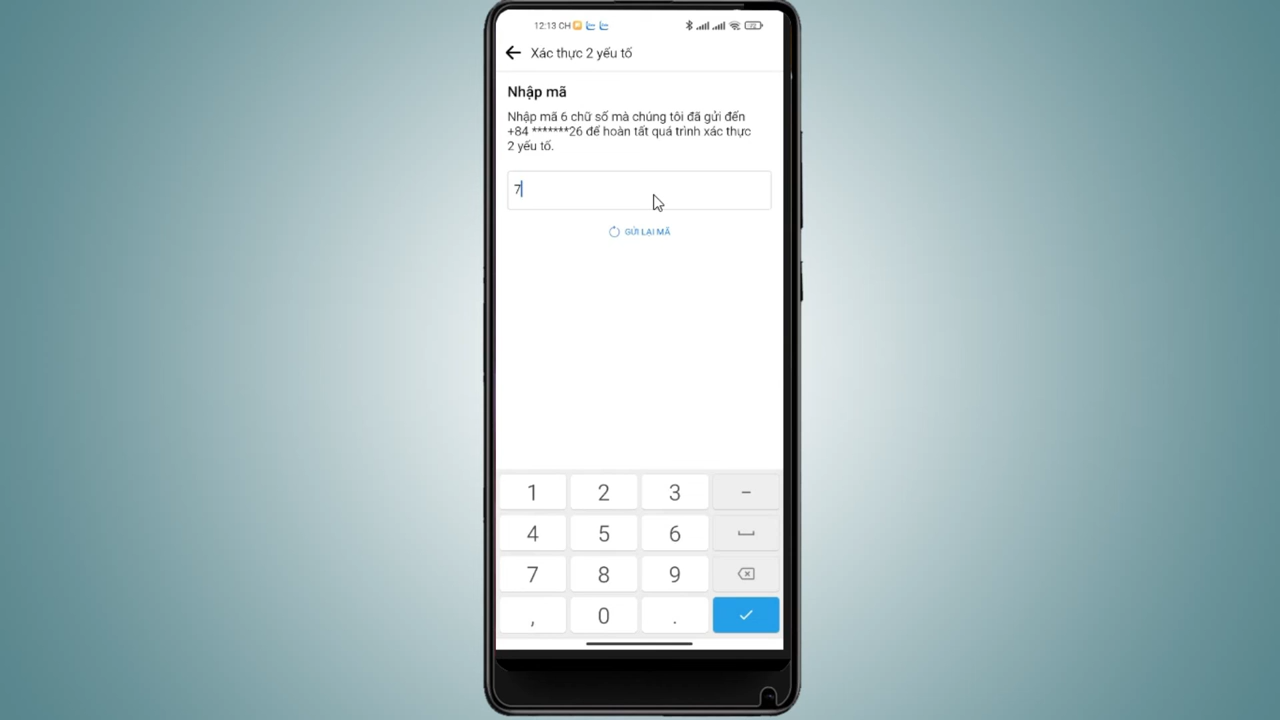 12:13 CH
Xác thực 2 yếu tố
Nhập mã
Nhập mã 6 chữ số mà chúng tôi đã gửi đến
+84 *******26 để hoàn tất quá trình xác thực
2 yếu tố.
7
GỬI LẠI MÃ
1 2 3 −
4 5 6
7 8 9
, 0 .